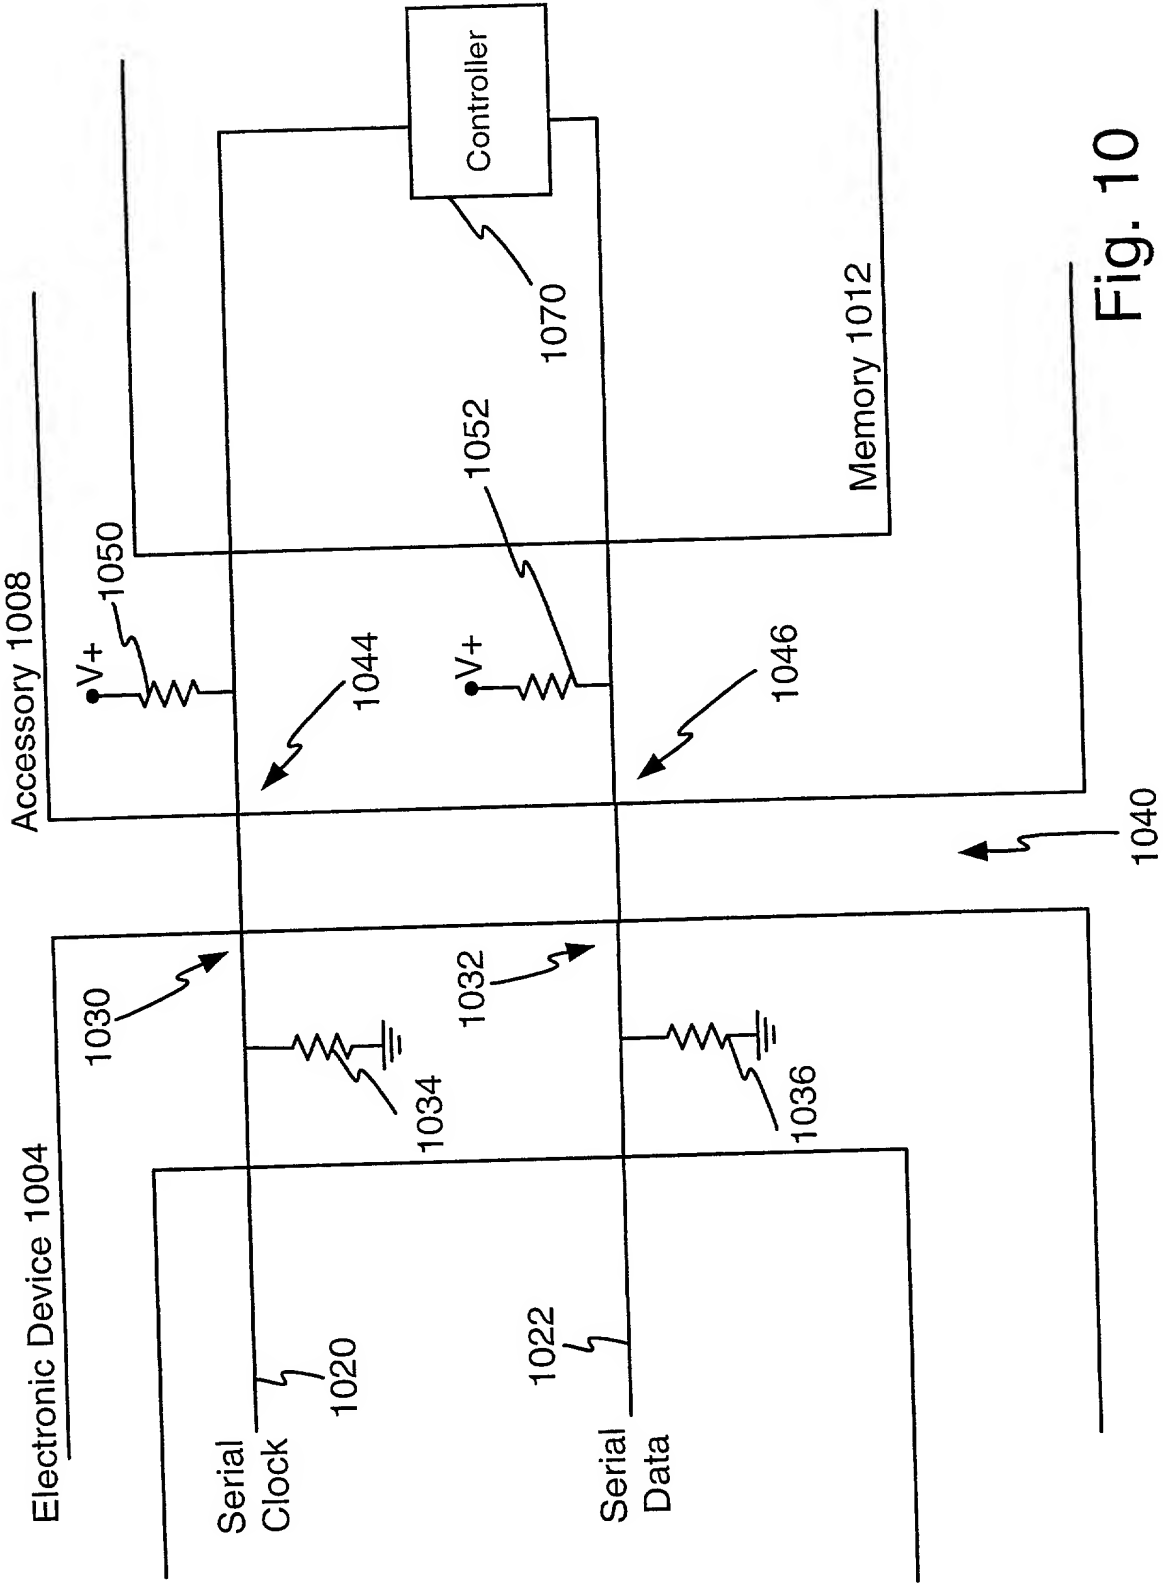 Electronic Device 1004
Accessory 1008
1030
1050
V+
Serial
Clock
1020
1034
1044
1032
1052
V+
Controller
1070
1022
Serial
Data
1036
1046
Memory 1012
1040
Fig. 10